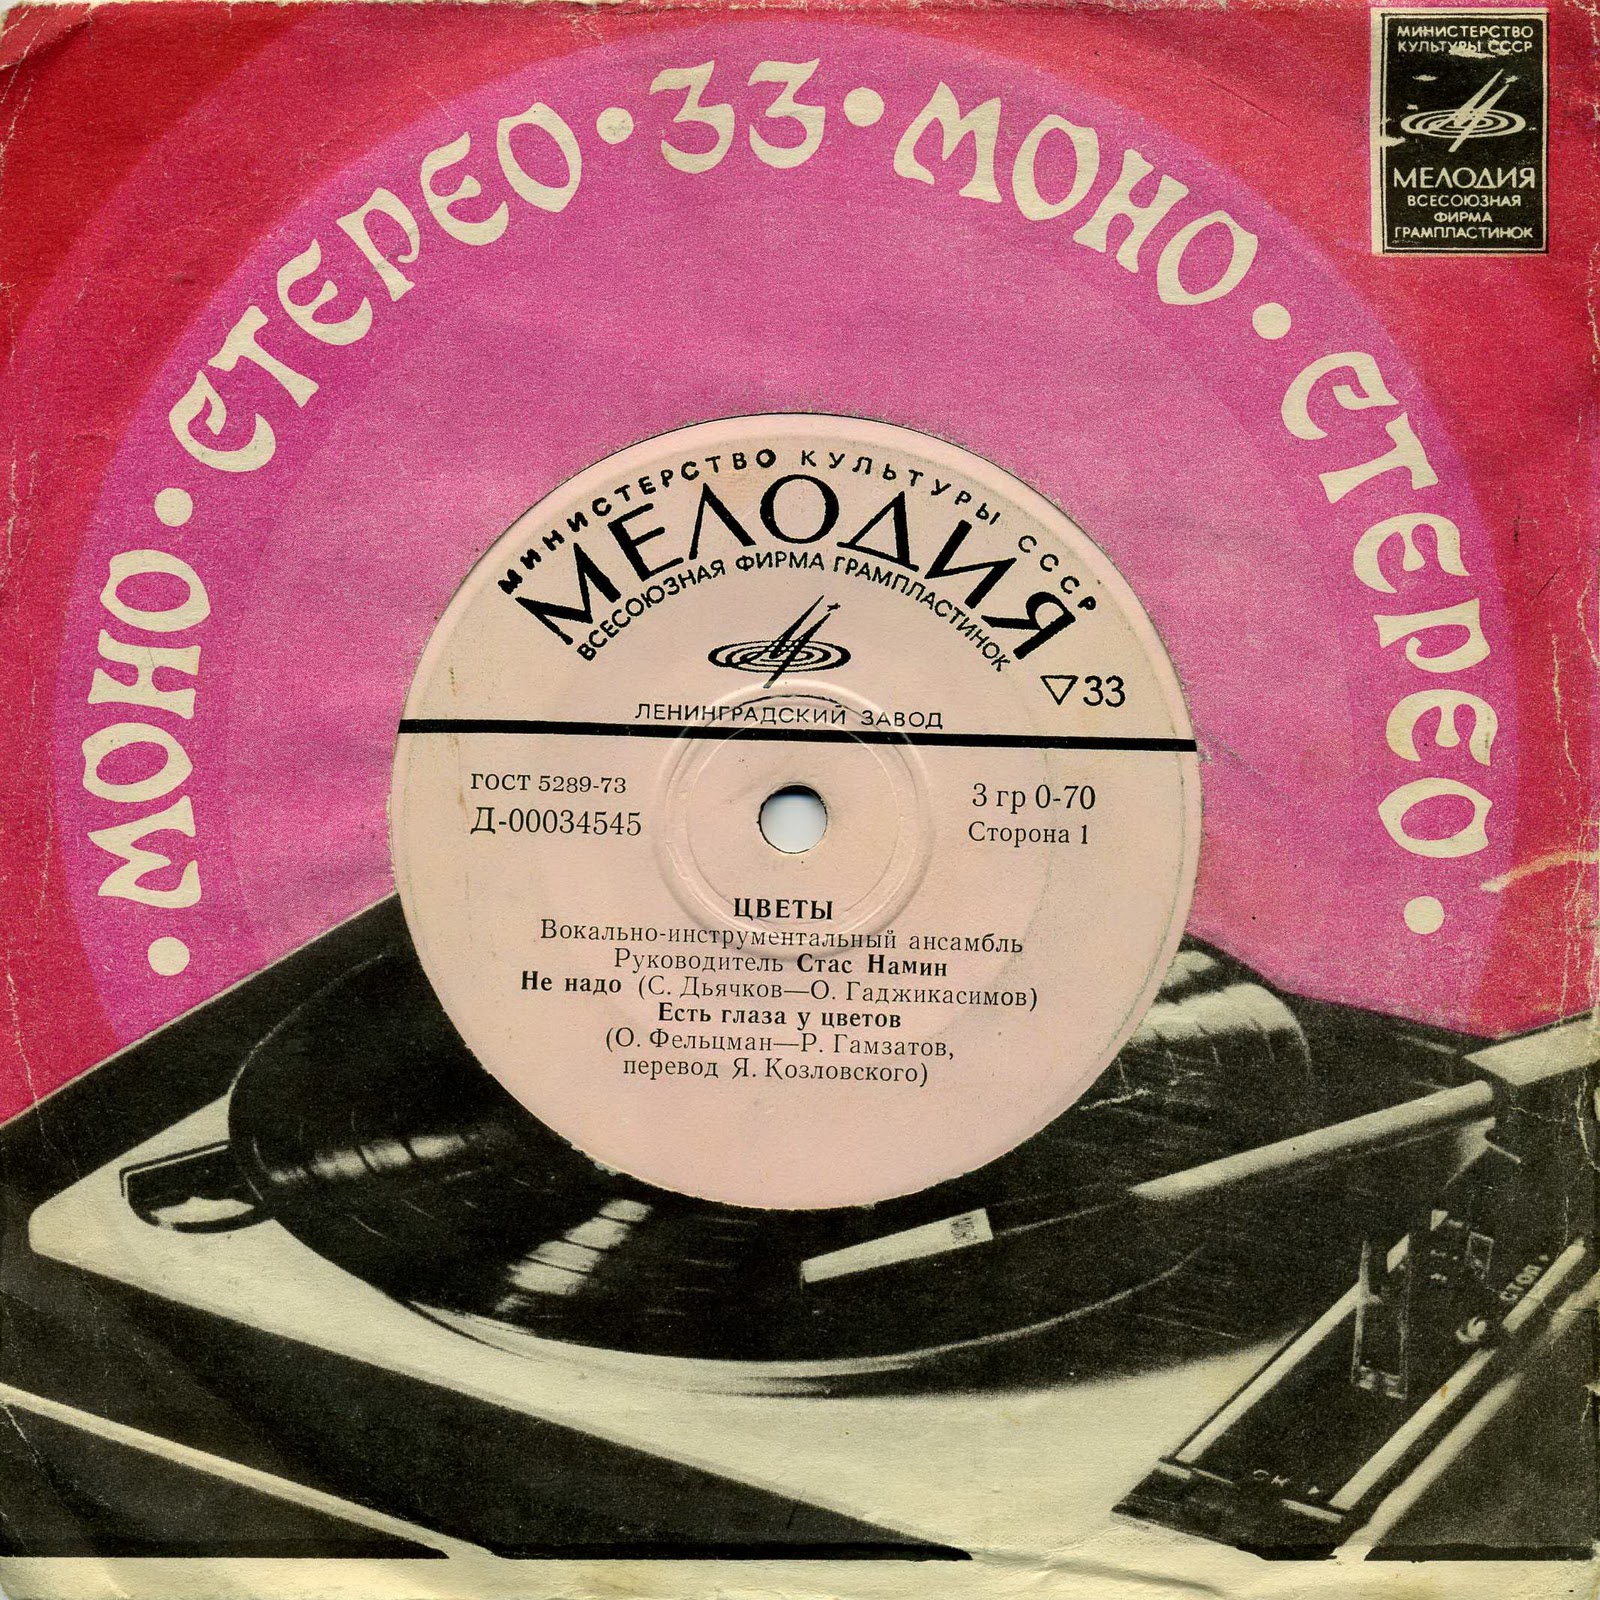 МОНО • СТЕРЕО • 33 • МОНО • СТЕРЕО •
МИНИСТЕРСТВО
КУЛЬТУРЫ СССР
МЕЛОДИЯ
ВСЕСОЮЗНАЯ
ФИРМА
ГРАМПЛАСТИНОК
МИНИСТЕРСТВО КУЛЬТУРЫ СССР
МЕЛОДИЯ
ВСЕСОЮЗНАЯ ФИРМА ГРАМПЛАСТИНОК
▽33
ЛЕНИНГРАДСКИЙ ЗАВОД
ГОСТ 5289-73
Д-00034545
3 гр 0-70
Сторона 1
ЦВЕТЫ
Вокально-инструментальный ансамбль
Руководитель Стас Намин
Не надо (С. Дьячков—О. Гаджикасимов)
Есть глаза у цветов
(О. Фельцман—Р. Гамзатов,
перевод Я. Козловского)
СТОП